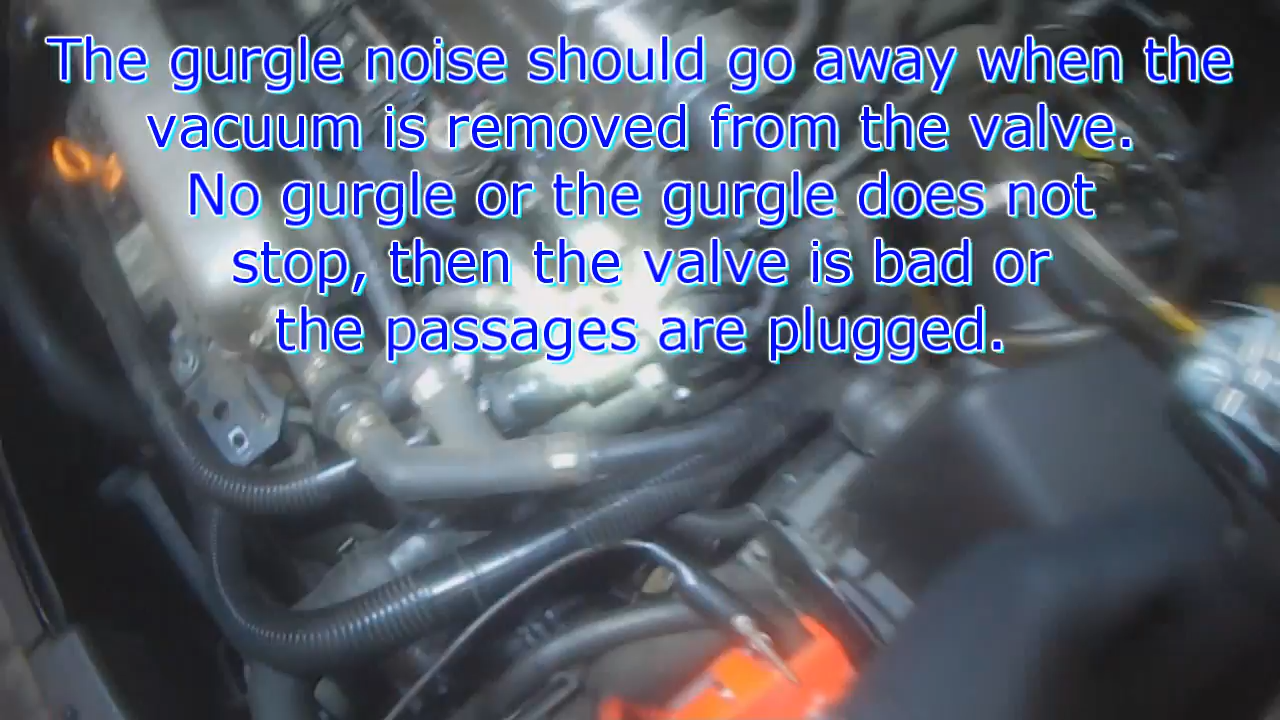 The gurgle noise should go away when the
vacuum is removed from the valve.
No gurgle or the gurgle does not
stop, then the valve is bad or
the passages are plugged.